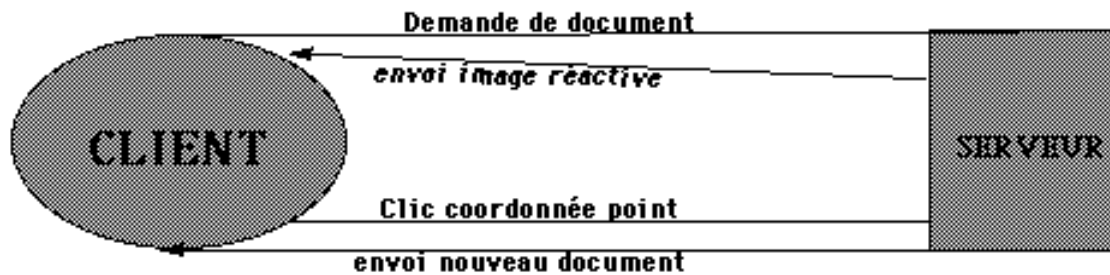 Demande de document
envoi image réactive
CLIENT
SERVEUR
Clic coordonnée point
envoi nouveau document